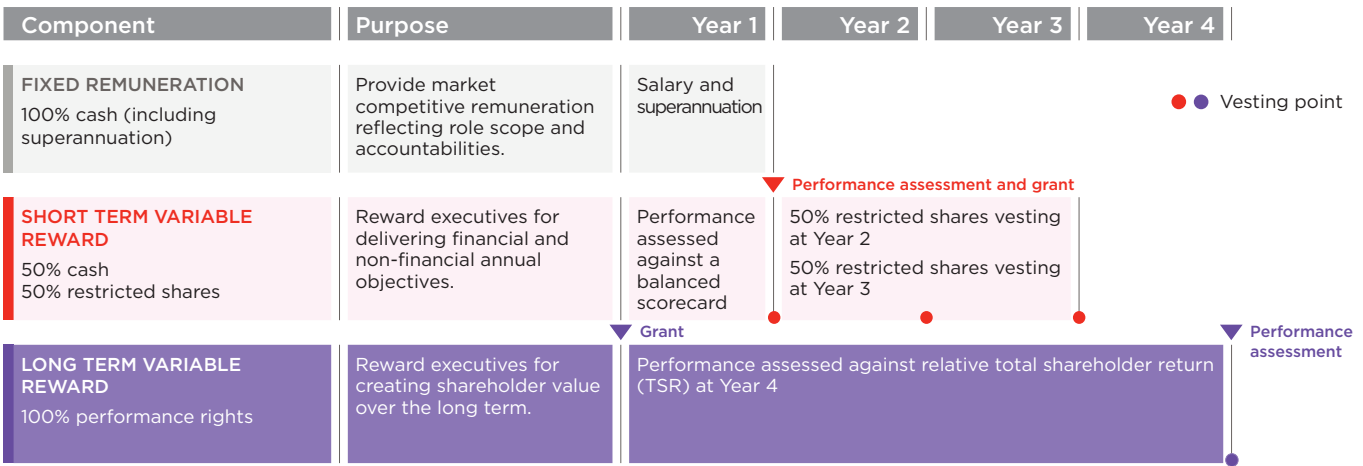 Component
Purpose
Year 1
Year 2
Year 3
Year 4
FIXED REMUNERATION
100% cash (including
superannuation)
Provide market
competitive remuneration
reflecting role scope and
accountabilities.
Salary and
superannuation
Vesting point
Performance assessment and grant
SHORT TERM VARIABLE
REWARD
50% cash
50% restricted shares
Reward executives for
delivering financial and
non-financial annual
objectives.
Performance
assessed
against a
balanced
scorecard
50% restricted shares vesting
at Year 2
50% restricted shares vesting
at Year 3
Grant
Performance
assessment
LONG TERM VARIABLE
REWARD
100% performance rights
Reward executives for
creating shareholder value
over the long term.
Performance assessed against relative total shareholder return
(TSR) at Year 4